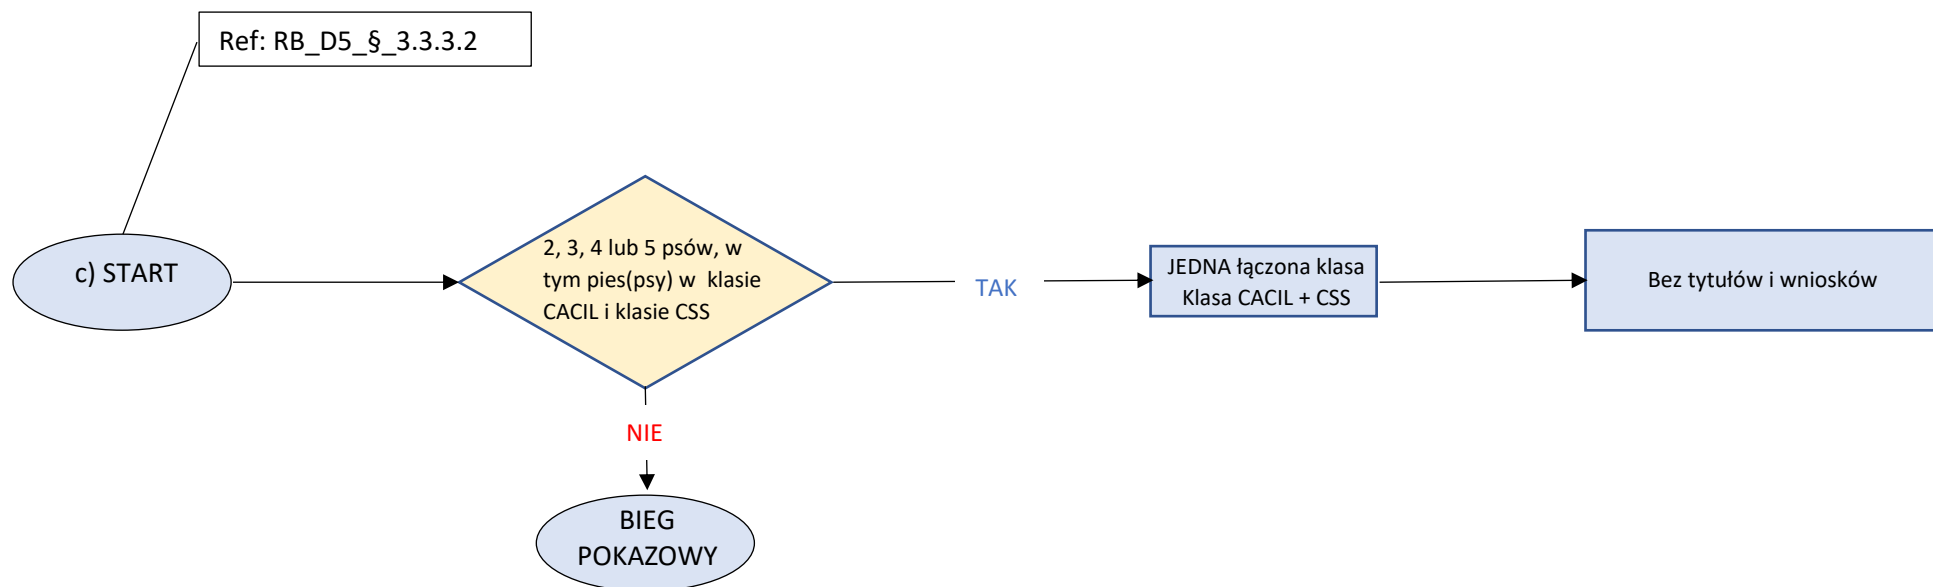 Ref: RB_D5_§_3.3.3.2
c) START
2, 3, 4 lub 5 psów, w
tym pies(psy) w klasie
CACIL i klasie CSS
TAK
JEDNA łączona klasa
Klasa CACIL + CSS
Bez tytułów i wniosków
NIE
BIEG
POKAZOWY